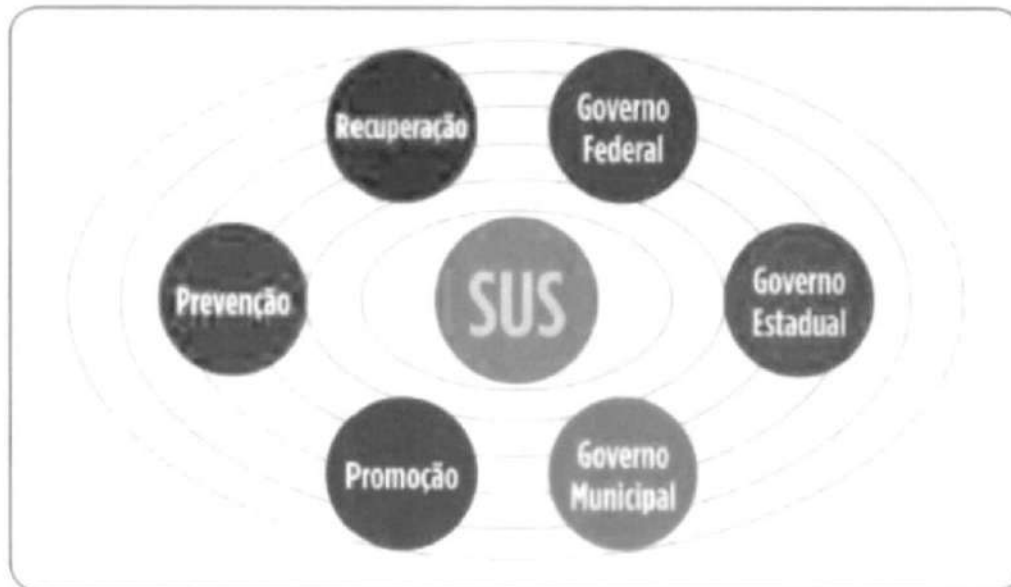 Recuperação
Governo
Federal
Prevenção
SUS
Governo
Estadual
Promoção
Governo
Municipal